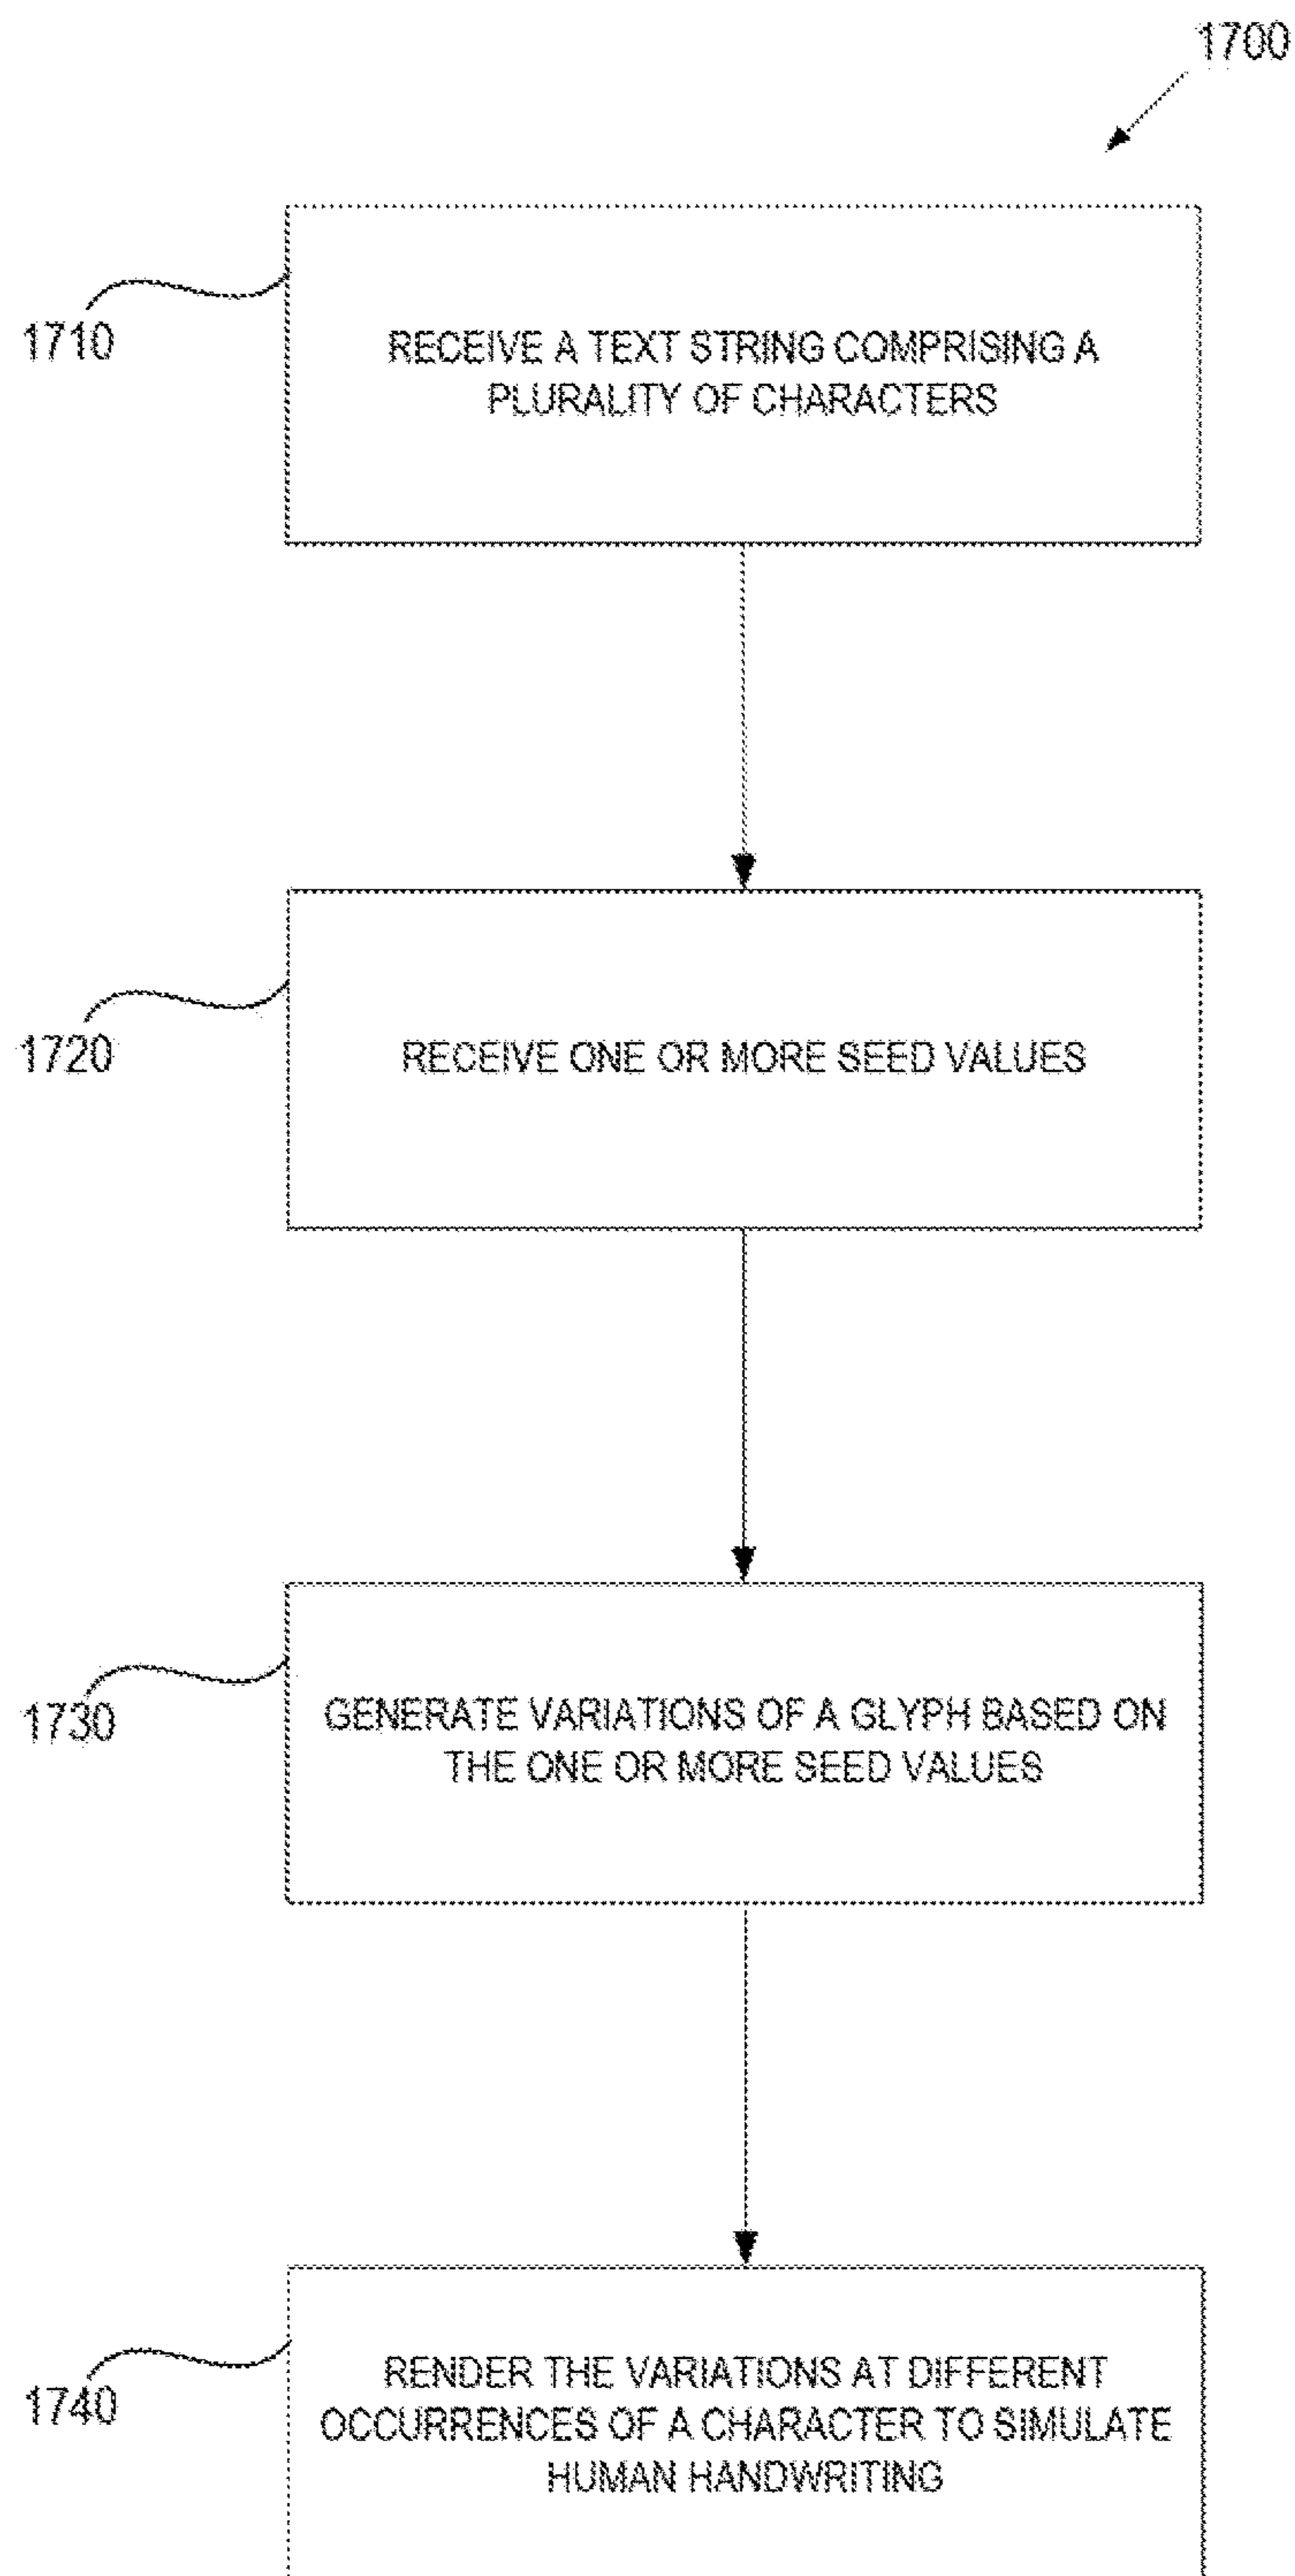 1700
1710
RECEIVE A TEXT STRING COMPRISING A
PLURALITY OF CHARACTERS
1720
RECEIVE ONE OR MORE SEED VALUES
1730
GENERATE VARIATIONS OF A GLYPH BASED ON
THE ONE OR MORE SEED VALUES
1740
RENDER THE VARIATIONS AT DIFFERENT
OCCURRENCES OF A CHARACTER TO SIMULATE
HUMAN HANDWRITING